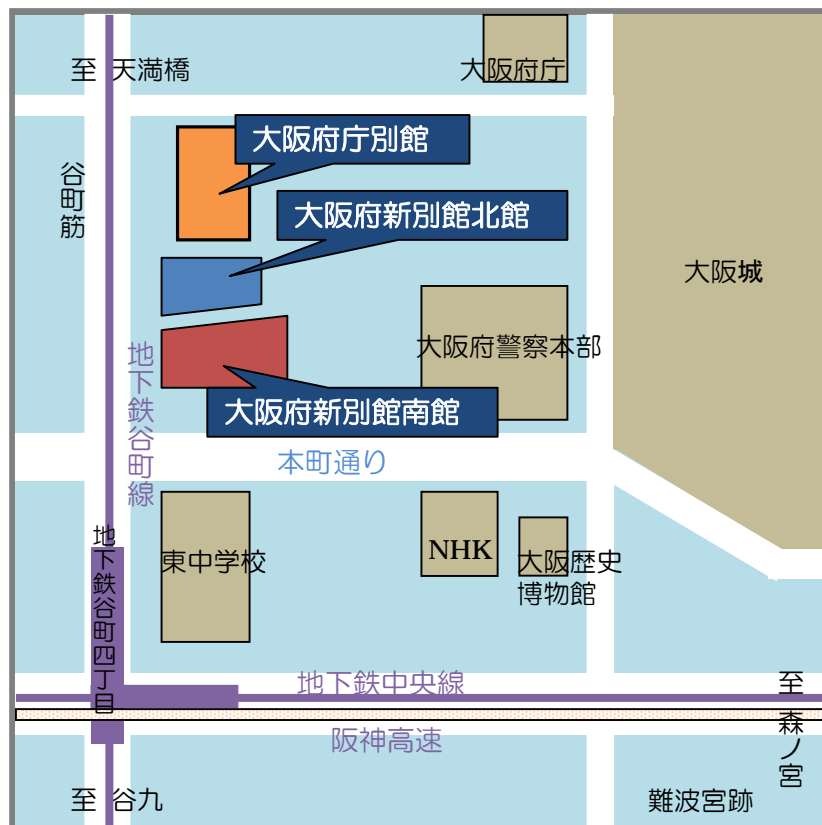 至 天満橋
大阪府庁
大阪府庁別館
谷町筋
大阪府新別館北館
大阪城
大阪府警察本部
地下鉄谷町線
大阪府新別館南館
本町通り
地下鉄谷町四丁目
東中学校
NHK
大阪歴史
博物館
地下鉄中央線
至 森ノ宮
阪神高速
至 谷九
難波宮跡